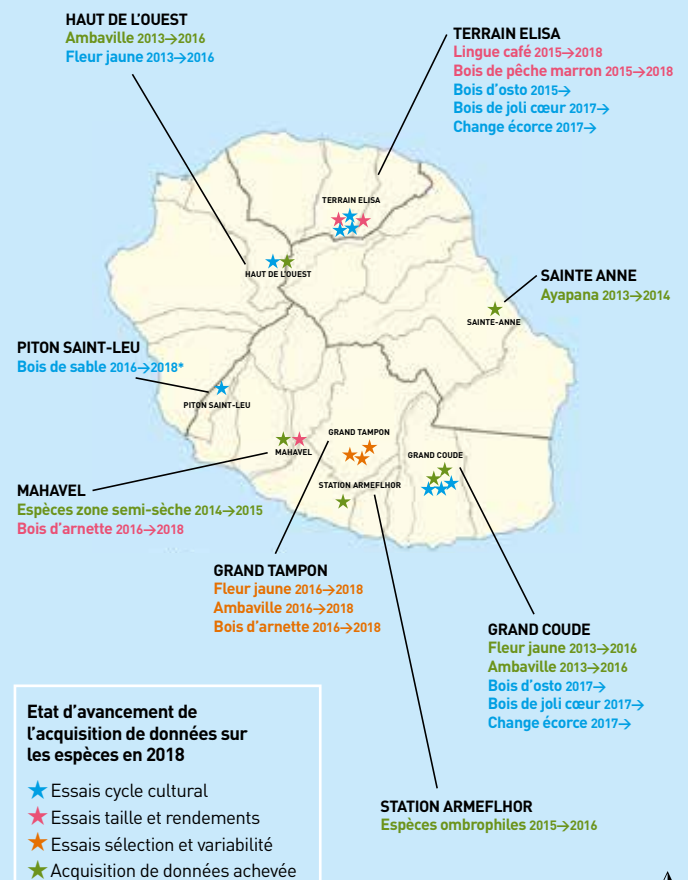 HAUT DE L'OUEST
Ambaville 2013→2016
Fleur jaune 2013→2016
TERRAIN ELISA
Lingue café 2015→2018
Bois de pêche marron 2015→2018
Bois d'osto 2015→
Bois de joli cœur 2017→
Change écorce 2017→
TERRAIN ELISA
HAUT DE L'OUEST
SAINTE ANNE
Ayapana 2013→2014
SAINTE-ANNE
PITON SAINT-LEU
Bois de sable 2016→2018*
PITON SAINT-LEU
GRAND TAMPON
MAHAVEL
GRAND COUDE
STATION ARMEFLHOR
MAHAVEL
Espèces zone semi-sèche 2014→2015
Bois d'arnette 2016→2018
GRAND TAMPON
Fleur jaune 2016→2018
Ambaville 2016→2018
Bois d'arnette 2016→2018
GRAND COUDE
Fleur jaune 2013→2016
Ambaville 2013→2016
Bois d'osto 2017→
Bois de joli cœur 2017→
Change écorce 2017→
STATION ARMEFLHOR
Espèces ombrophiles 2015→2016
Etat d'avancement de
l'acquisition de données sur
les espèces en 2018
Essais cycle cultural
Essais taille et rendements
Essais sélection et variabilité
Acquisition de données achevée